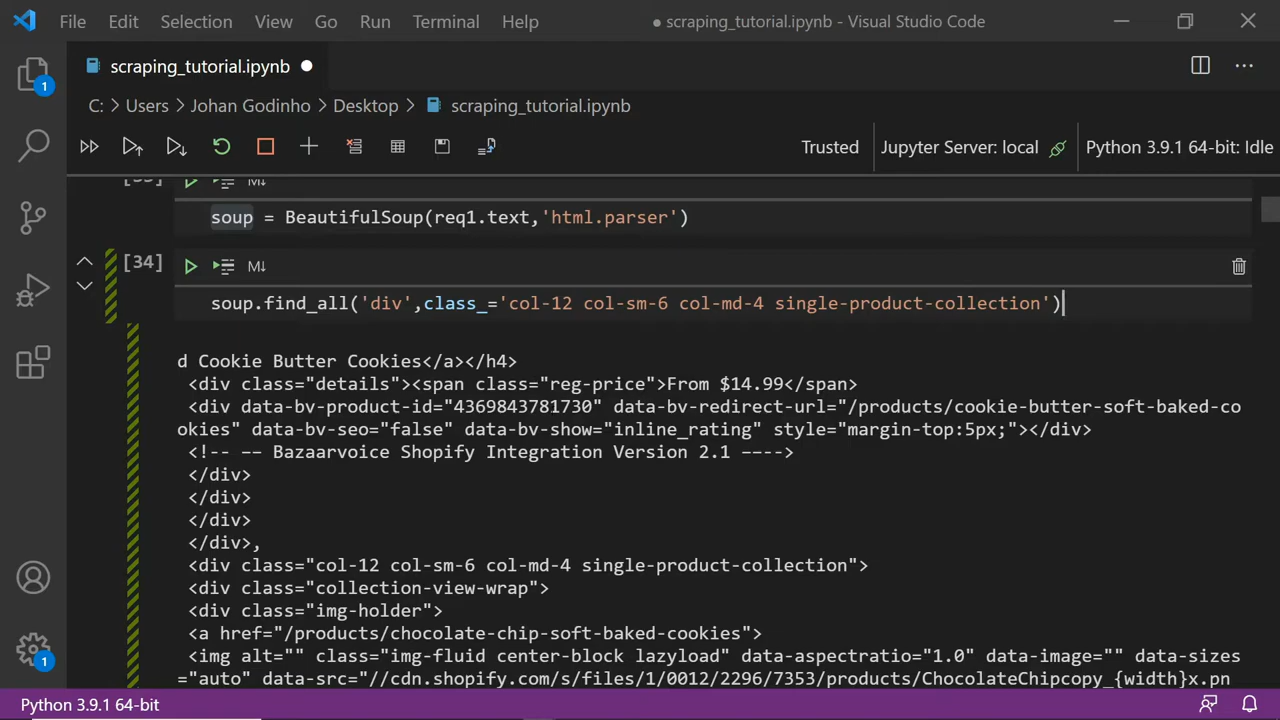 File Edit Selection View Go Run Terminal Help ● scraping_tutorial.ipynb - Visual Studio Code
scraping_tutorial.ipynb
1
C: > Users > Johan Godinho > Desktop > scraping_tutorial.ipynb
Trusted Jupyter Server: local Python 3.9.1 64-bit: Idle
M↓
soup = BeautifulSoup(req1.text,'html.parser')
[34] M↓
soup.find_all('div',class_='col-12 col-sm-6 col-md-4 single-product-collection')
d Cookie Butter Cookies</a></h4>
<div class="details"><span class="reg-price">From $14.99</span>
<div data-bv-product-id="4369843781730" data-bv-redirect-url="/products/cookie-butter-soft-baked-co
okies" data-bv-seo="false" data-bv-show="inline_rating" style="margin-top:5px;"></div>
<!-- -- Bazaarvoice Shopify Integration Version 2.1 ---->
</div>
</div>
</div>
</div>,
<div class="col-12 col-sm-6 col-md-4 single-product-collection">
<div class="collection-view-wrap">
<div class="img-holder">
<a href="/products/chocolate-chip-soft-baked-cookies">
<img alt="" class="img-fluid center-block lazyload" data-aspectratio="1.0" data-image="" data-sizes
="auto" data-src="//cdn.shopify.com/s/files/1/0012/2296/7353/products/ChocolateChipcopy_{width}x.pn
1
Python 3.9.1 64-bit